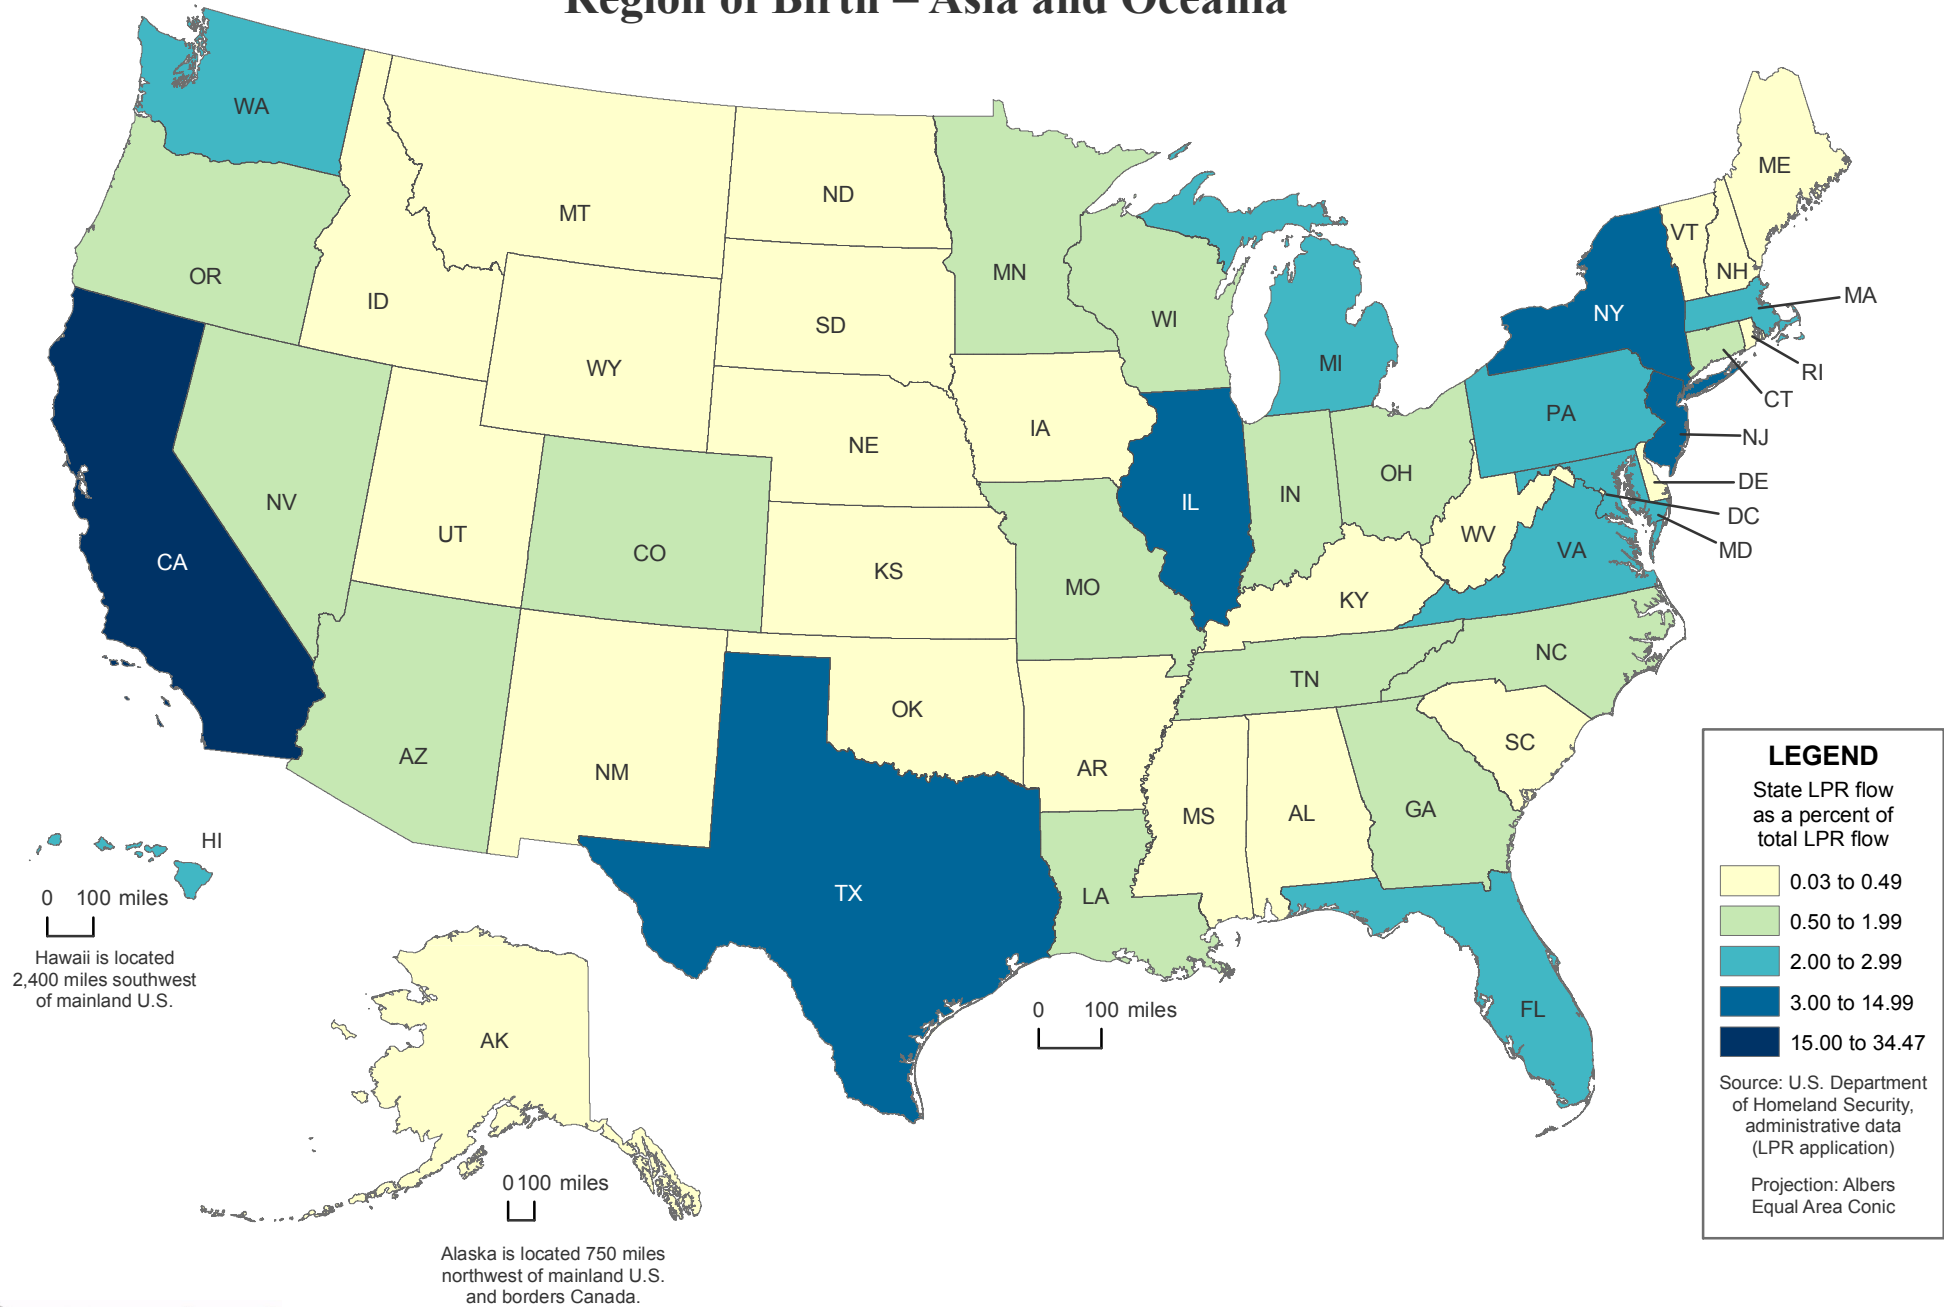 Region of Birth – Asia and Oceania
WA
MT
ND
MN
ME
VT
NH
MA
OR
ID
SD
WI
NY
WY
MI
RI
CT
PA
NJ
NE
IA
OH
DE
NV
IL
IN
DC
UT
WV
VA
MD
CA
CO
KS
MO
KY
NC
TN
OK
AZ
NM
AR
SC
MS
AL
GA
HI
TX
LA
FL
AK
0 100 miles
Hawaii is located
2,400 miles southwest
of mainland U.S.
0 100 miles
0 100 miles
Alaska is located 750 miles
northwest of mainland U.S.
and borders Canada.
LEGEND
State LPR flow
as a percent of
total LPR flow
0.03 to 0.49
0.50 to 1.99
2.00 to 2.99
3.00 to 14.99
15.00 to 34.47
Source: U.S. Department
of Homeland Security,
administrative data
(LPR application)
Projection: Albers
Equal Area Conic